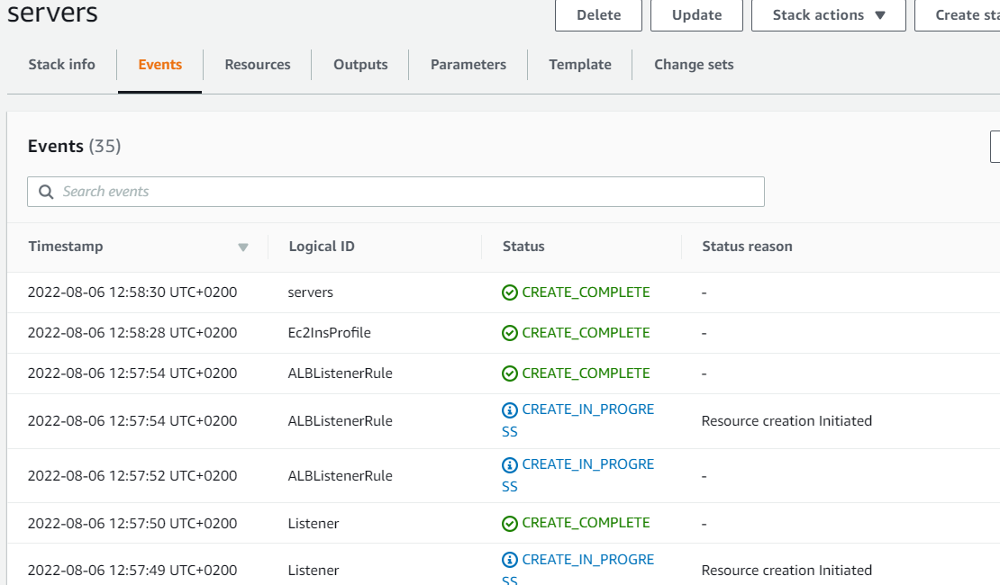 servers
Delete Update Stack actions Create sta
Stack info Events Resources Outputs Parameters Template Change sets
Events (35)
Search events
Timestamp Logical ID Status Status reason
2022-08-06 12:58:30 UTC+0200 servers CREATE_COMPLETE -
2022-08-06 12:58:28 UTC+0200 Ec2InsProfile CREATE_COMPLETE -
2022-08-06 12:57:54 UTC+0200 ALBListenerRule CREATE_COMPLETE -
2022-08-06 12:57:54 UTC+0200 ALBListenerRule CREATE_IN_PROGRE
SS Resource creation Initiated
2022-08-06 12:57:52 UTC+0200 ALBListenerRule CREATE_IN_PROGRE
SS -
2022-08-06 12:57:50 UTC+0200 Listener CREATE_COMPLETE -
2022-08-06 12:57:49 UTC+0200 Listener CREATE_IN_PROGRE
SS Resource creation Initiated